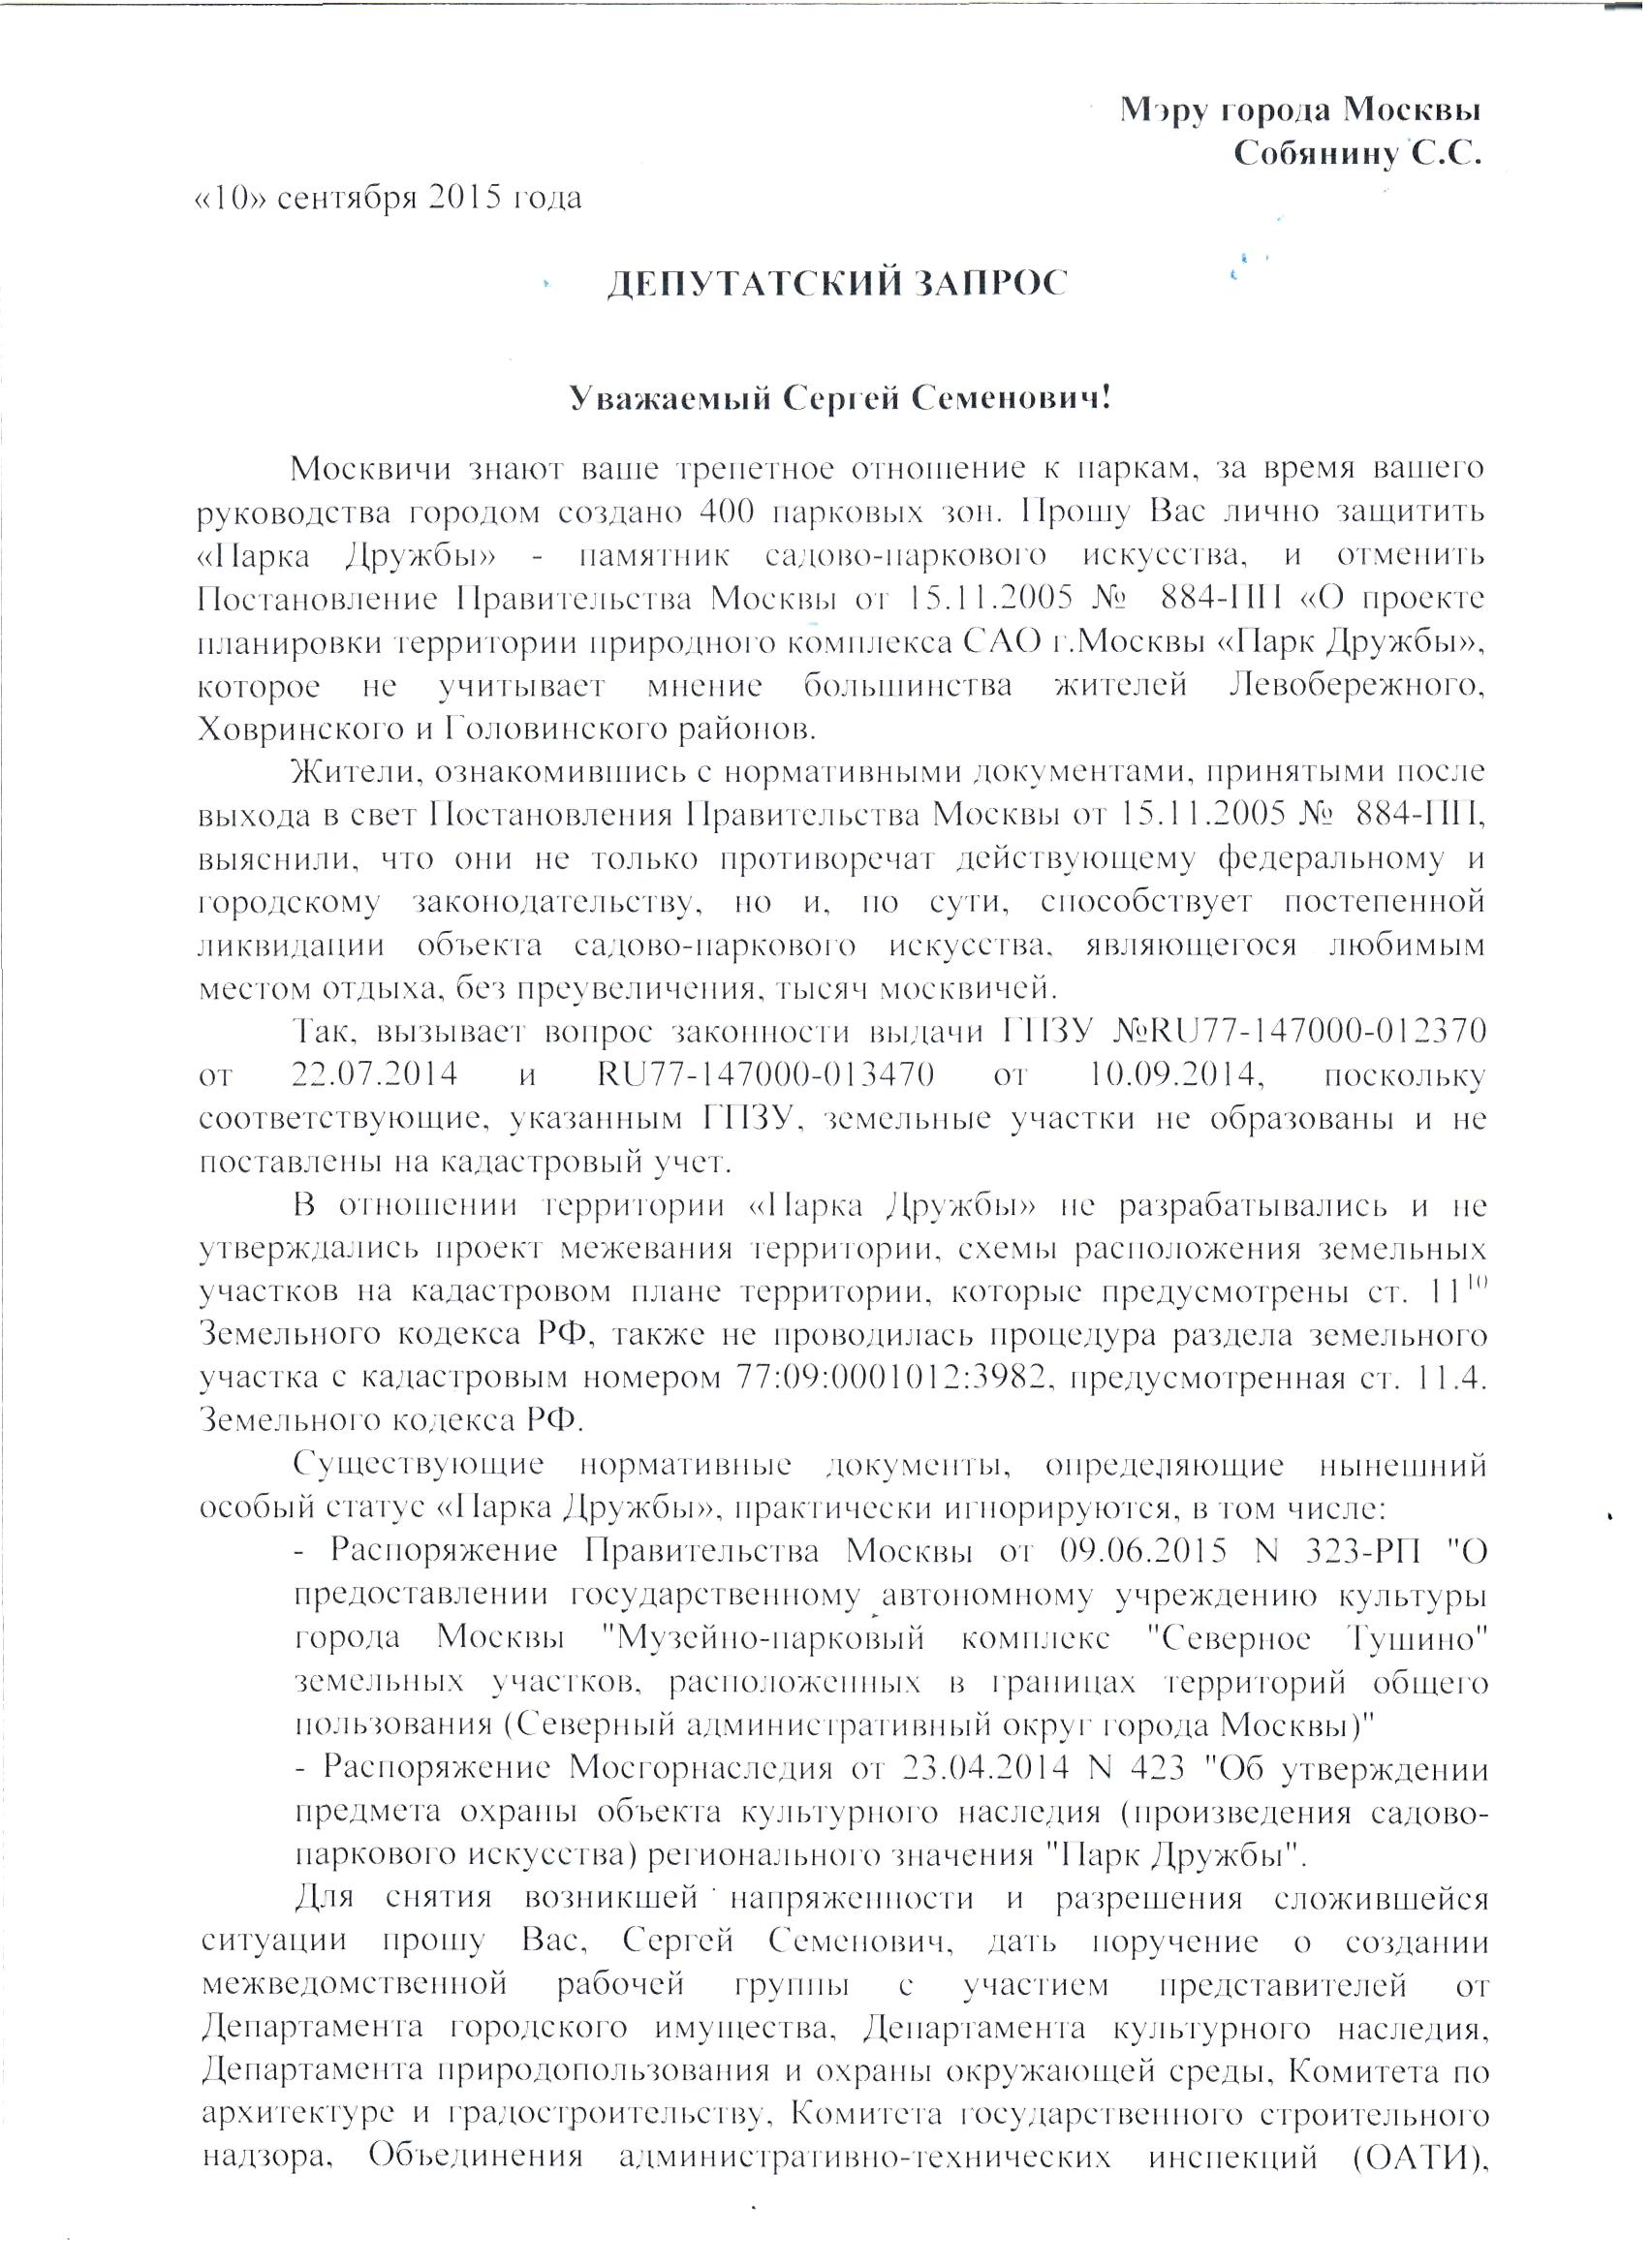 Мэру города Москвы
Собянину С.С.
«10» сентября 2015 года
ДЕПУТАТСКИЙ ЗАПРОС
Уважаемый Сергей Семенович!
Москвичи знают ваше трепетное отношение к паркам, за время вашего
руководства городом создано 400 парковых зон. Прошу Вас лично защитить
«Парка Дружбы» - памятник садово-паркового искусства, и отменить
Постановление Правительства Москвы от 15.11.2005 № 884-ПП «О проекте
планировки территории природного комплекса САО г.Москвы «Парк Дружбы»,
которое не учитывает мнение большинства жителей Левобережного,
Ховринского и Головинского районов.
Жители, ознакомившись с нормативными документами, принятыми после
выхода в свет Постановления Правительства Москвы от 15.11.2005 № 884-ПП,
выяснили, что они не только противоречат действующему федеральному и
городскому законодательству, но и, по сути, способствует постепенной
ликвидации объекта садово-паркового искусства, являющегося любимым
местом отдыха, без преувеличения, тысяч москвичей.
Так, вызывает вопрос законности выдачи ГПЗУ №RU77-147000-012370
от 22.07.2014 и RU77-147000-013470 от 10.09.2014, поскольку
соответствующие, указанным ГПЗУ, земельные участки не образованы и не
поставлены на кадастровый учет.
В отношении территории «Парка Дружбы» не разрабатывались и не
утверждались проект межевания территории, схемы расположения земельных
участков на кадастровом плане территории, которые предусмотрены ст. 11¹⁰
Земельного кодекса РФ, также не проводилась процедура раздела земельного
участка с кадастровым номером 77:09:0001012:3982, предусмотренная ст. 11.4.
Земельного кодекса РФ.
Существующие нормативные документы, определяющие нынешний
особый статус «Парка Дружбы», практически игнорируются, в том числе:
- Распоряжение Правительства Москвы от 09.06.2015 N 323-РП "О
предоставлении государственному автономному учреждению культуры
города Москвы "Музейно-парковый комплекс "Северное Тушино"
земельных участков, расположенных в границах территорий общего
пользования (Северный административный округ города Москвы)"
- Распоряжение Мосгорнаследия от 23.04.2014 N 423 "Об утверждении
предмета охраны объекта культурного наследия (произведения садово-
паркового искусства) регионального значения "Парк Дружбы".
Для снятия возникшей напряженности и разрешения сложившейся
ситуации прошу Вас, Сергей Семенович, дать поручение о создании
межведомственной рабочей группы с участием представителей от
Департамента городского имущества, Департамента культурного наследия,
Департамента природопользования и охраны окружающей среды, Комитета по
архитектуре и градостроительству, Комитета государственного строительного
надзора, Объединения административно-технических инспекций (ОАТИ),